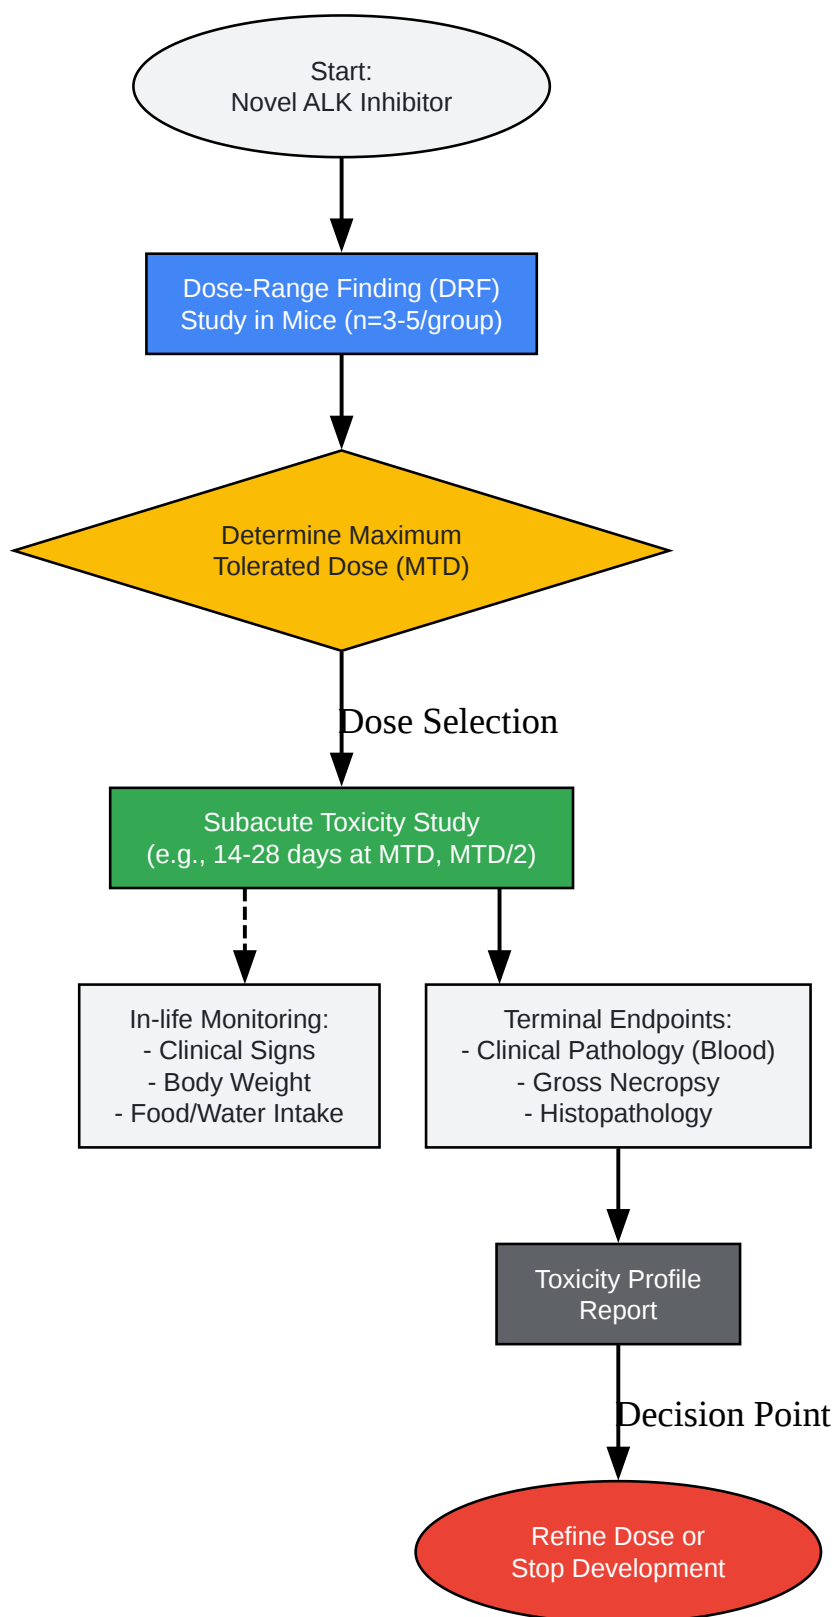 Start:
Novel ALK Inhibitor
Dose-Range Finding (DRF)
Study in Mice (n=3-5/group)
Determine Maximum
Tolerated Dose (MTD)
Dose Selection
Subacute Toxicity Study
(e.g., 14-28 days at MTD, MTD/2)
In-life Monitoring:
- Clinical Signs
- Body Weight
- Food/Water Intake
Terminal Endpoints:
- Clinical Pathology (Blood)
- Gross Necropsy
- Histopathology
Toxicity Profile
Report
Decision Point
Refine Dose or
Stop Development